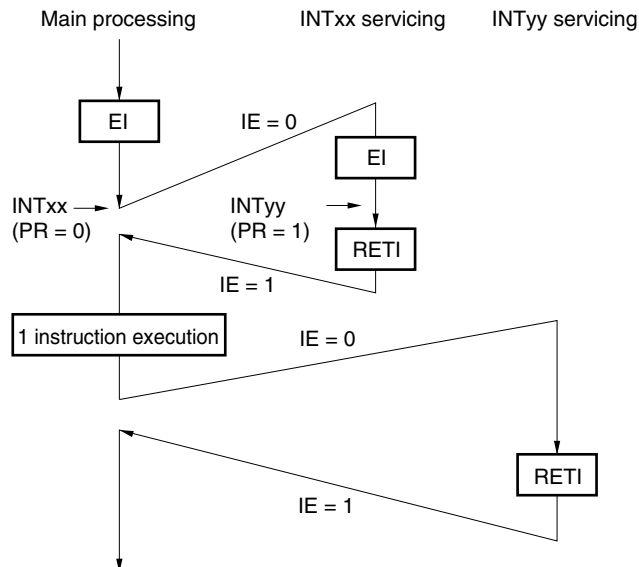 Main processing
INTxx servicing
INTyy servicing
EI
IE = 0
EI
INTxx
(PR = 0)
INTyy
(PR = 1)
RETI
IE = 1
1 instruction execution
IE = 0
RETI
IE = 1